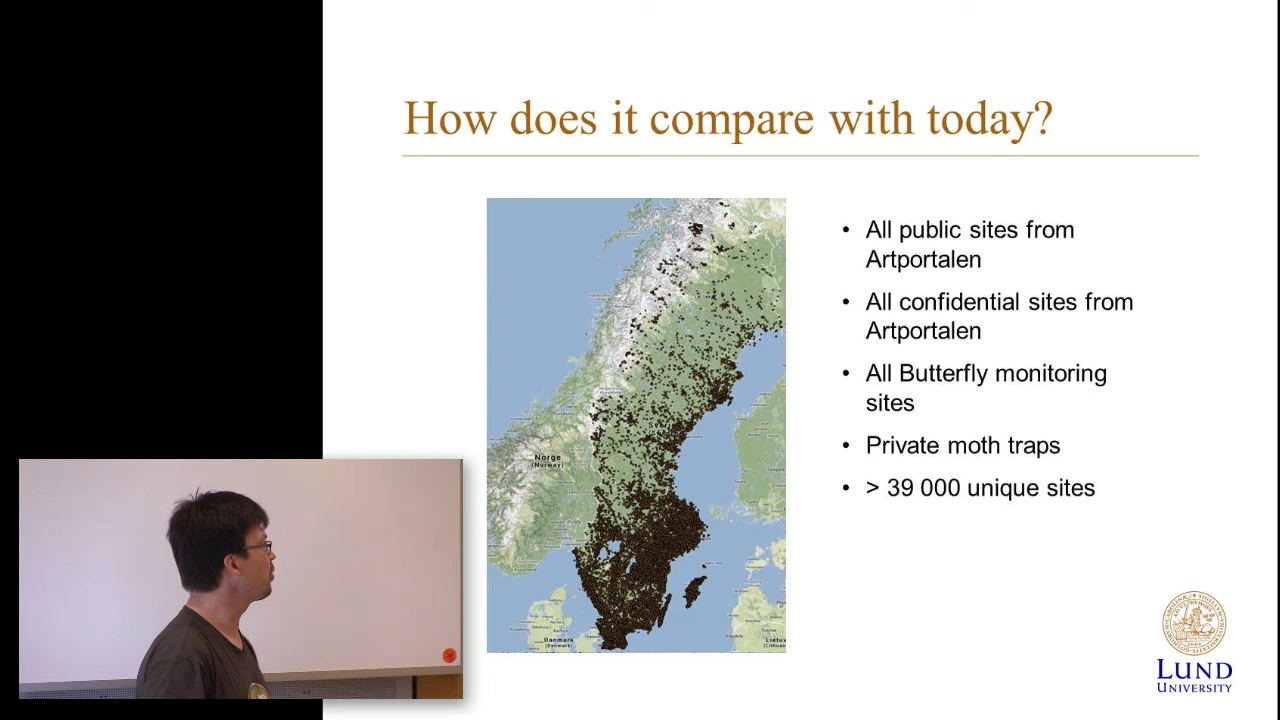 How does it compare with today?
• All public sites from
Artportalen
• All confidential sites from
Artportalen
• All Butterfly monitoring
sites
• Private moth traps
• > 39 000 unique sites
Norge
(Norway)
Danmark
(Denmark)
LUND
UNIVERSITY